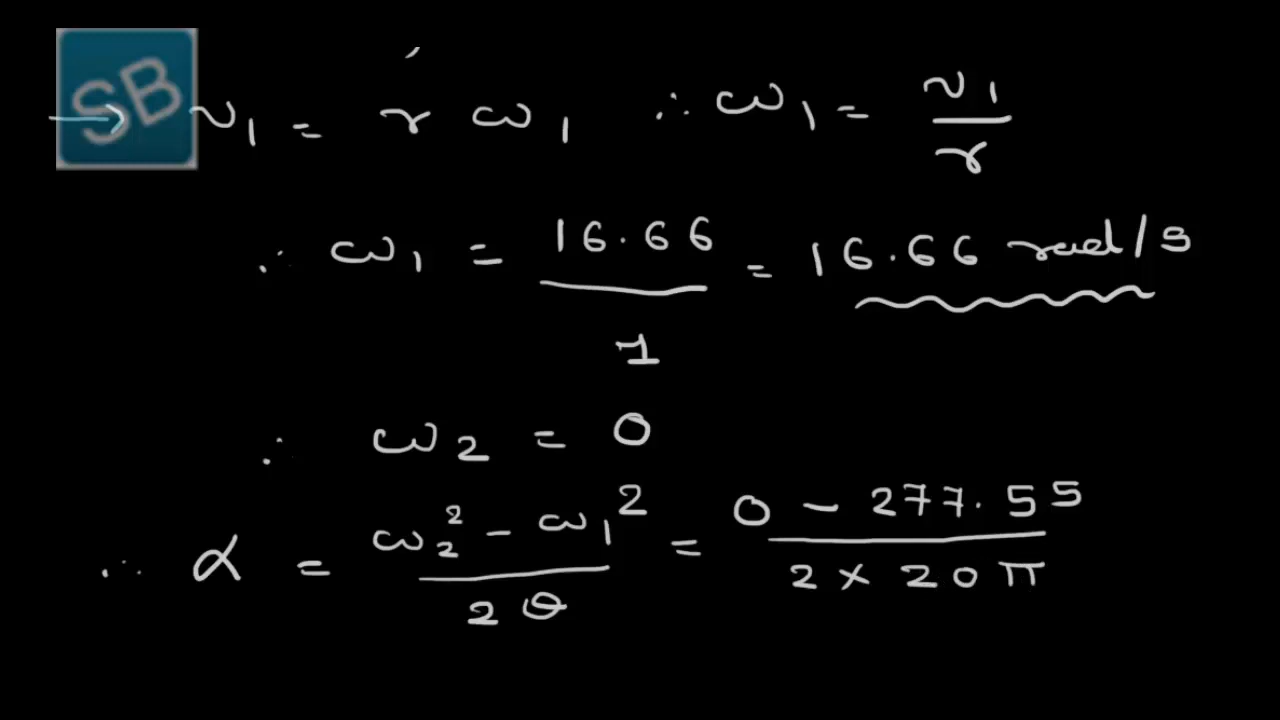 SB
→ v₁ = r ω₁ ∴ ω₁ = v₁ / r
∴ ω₁ = 16.66 / 1 = 16.66 rad/s
∴ ω₂ = 0
∴ α = (ω₂² − ω₁²) / 2θ = (0 − 277.55) / (2 × 20π)